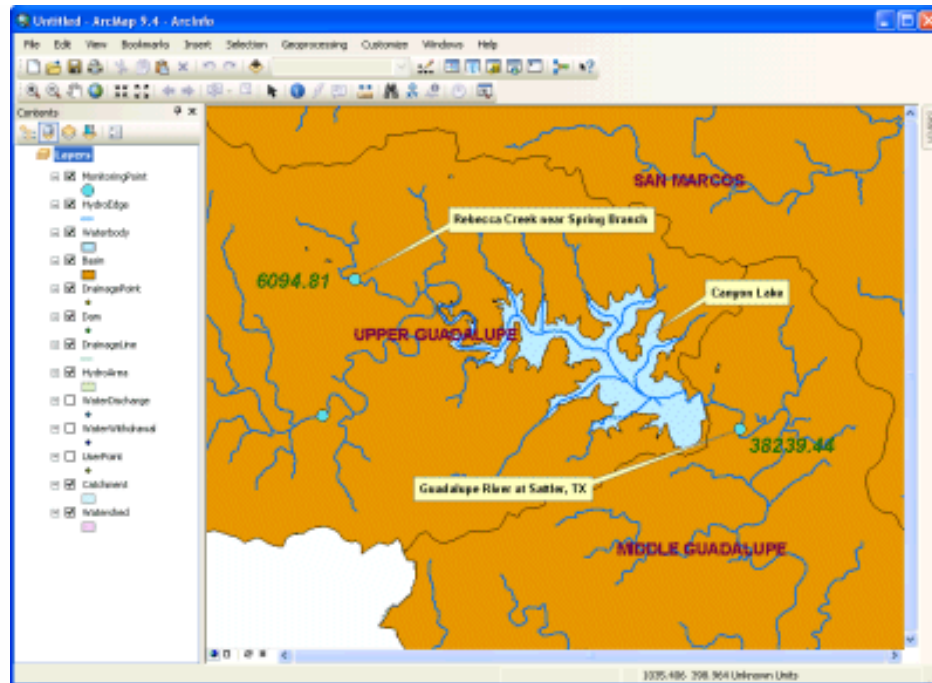 Untitled - ArcMap 9.4 - ArcInfo
File Edit View Bookmarks Insert Selection Geoprocessing Customize Windows Help
Contents
Layers
MonitoringPoint
HydroEdge
Waterbody
Basin
DrainagePoint
Dam
DrainageLine
HydroArea
WaterDischarge
WaterWithdrawal
UserPoint
Catchment
Watershed
SAN MARCOS
Rebecca Creek near Spring Branch
6094.81
Canyon Lake
UPPER GUADALUPE
38239.44
Guadalupe River at Sattler, TX
MIDDLE GUADALUPE
1035.406 398.964 Unknown Units